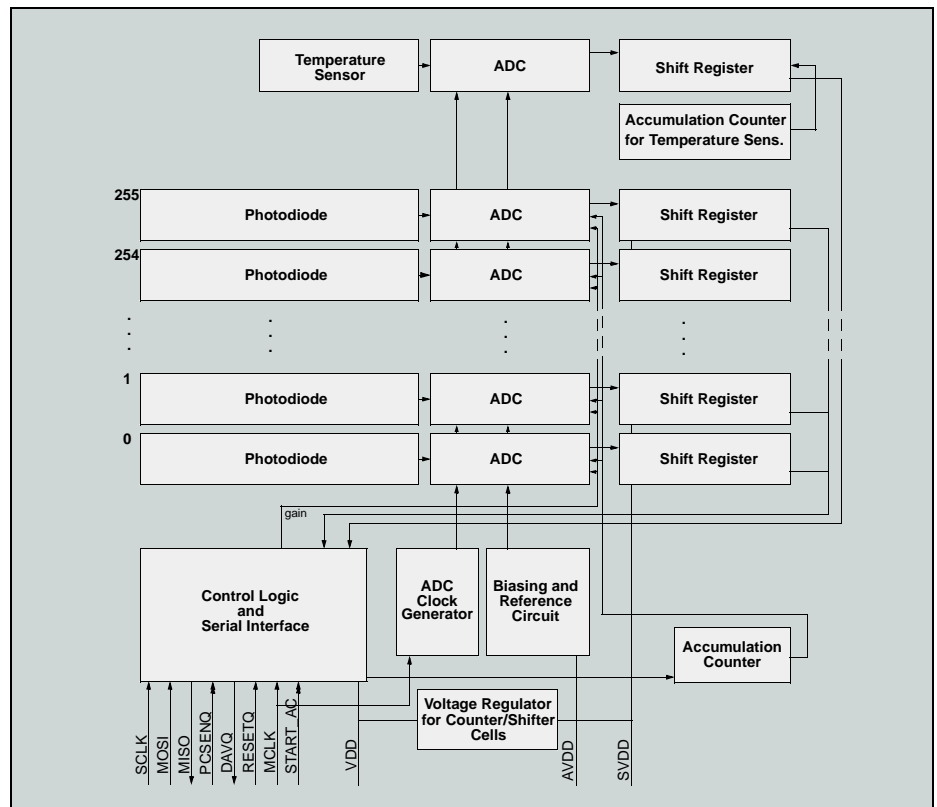 Temperature
Sensor
ADC
Shift Register
Accumulation Counter
for Temperature Sens.
255
Photodiode
ADC
Shift Register
254
Photodiode
ADC
Shift Register
1
Photodiode
ADC
Shift Register
0
Photodiode
ADC
Shift Register
gain
Control Logic
and
Serial Interface
ADC
Clock
Generator
Biasing and
Reference
Circuit
Accumulation
Counter
Voltage Regulator
for Counter/Shifter
Cells
SCLK
MOSI
MISO
PCSENQ
DAVQ
RESETQ
MCLK
START_AC
VDD
AVDD
SVDD